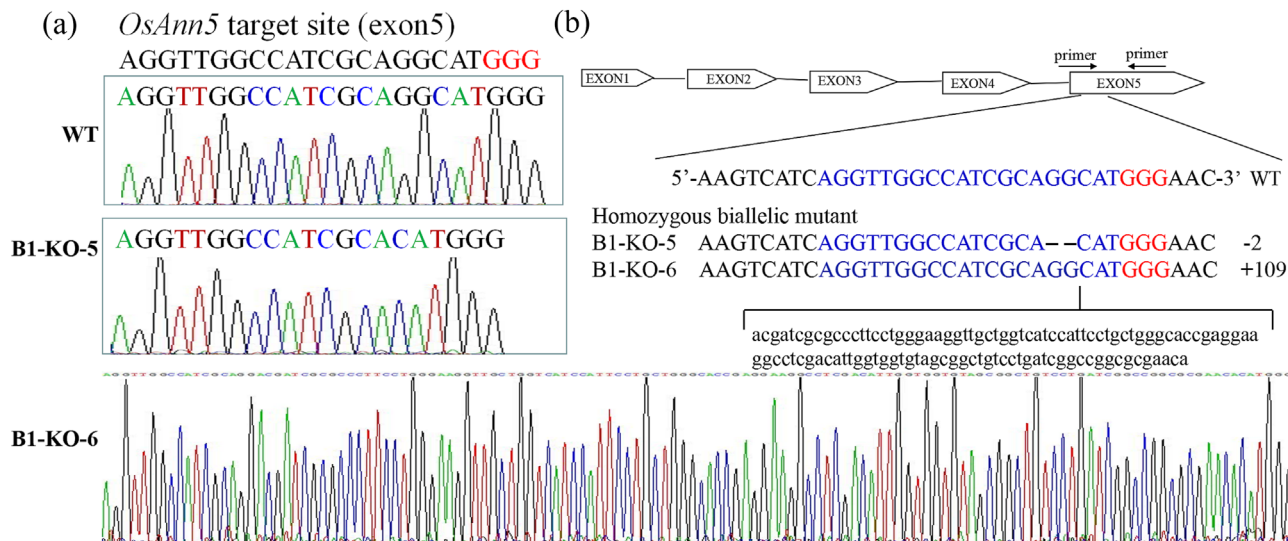 (a) OsAnn5 target site (exon5)
AGGTTGGCCATCGCAGGCATGGG
WT
AGGTTGGCCATCGCAGGCATGGG
B1-KO-5
AGGTTGGCCATCGCACATGGG
B1-KO-6
AGGTTGGCCATCGCAGGACGATCGCGCCCTTCCTGGGAAGGTTGCTGGTCATCCATTCCTGCTGGGCACCGAGGAAGGCCTCGACATTGGTGGTGTAGCGGCTGTCCTGATCGGCCGGCGCGAACACATGGG
(b)
primer primer
EXON1 EXON2 EXON3 EXON4 EXON5
5'-AAGTCATCAGGTTGGCCATCGCAGGCATGGGAAC-3' WT
Homozygous biallelic mutant
B1-KO-5 AAGTCATCAGGTTGGCCATCGCA--CATGGGAAC -2
B1-KO-6 AAGTCATCAGGTTGGCCATCGCAGGCATGGGAAC +109
acgatcgcgcccttcctgggaaggttgctggtcatccattcctgctgggcaccgaggaa
ggcctcgacattggtggtgtagcggctgtcctgatcggccggcgcgaaca